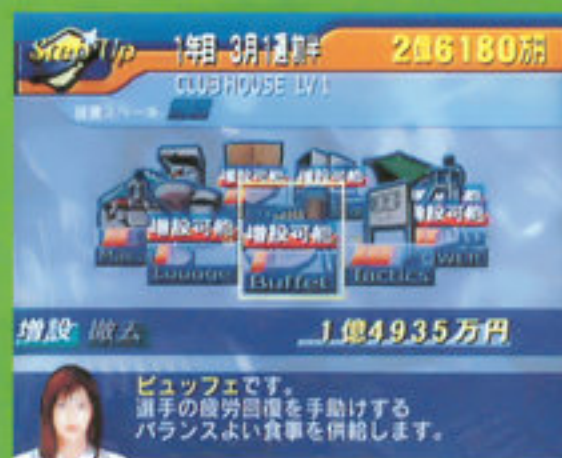 Step Up
1年目 3月1週前半
2億6180万円
CLUB HOUSE LV1
増設可能
増設可能
増設可能
増設可能
増設可能
Lounge
Buffet
Tactics
増設 撤去
1億4935万円
ビュッフェです。
選手の疲労回復を手助けする
バランスよい食事を供給します。